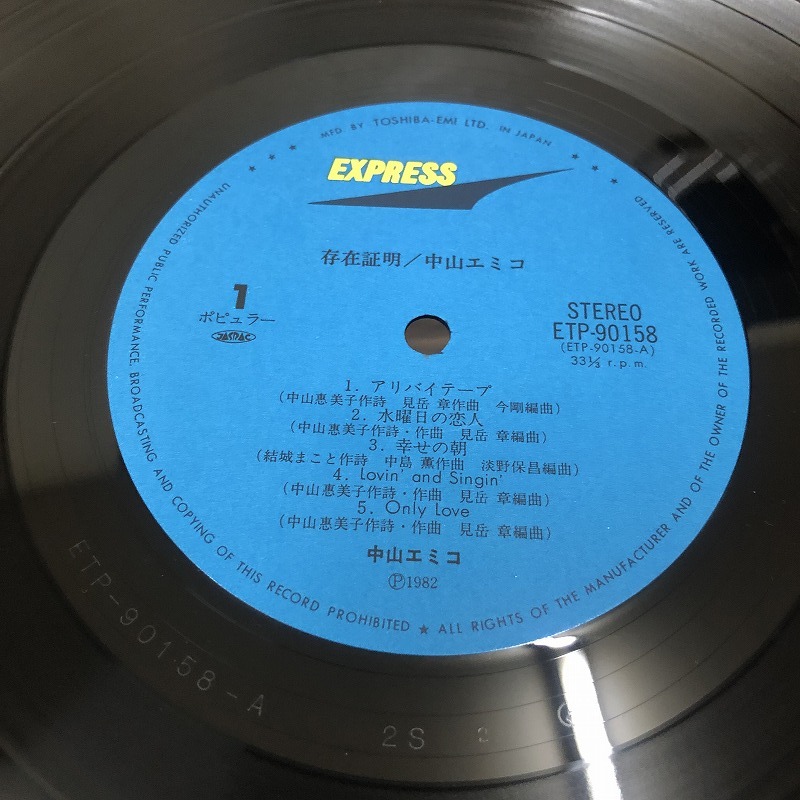 MFD BY TOSHIBA-EMI LTD. IN JAPAN
EXPRESS
存在証明/中山エミコ
1
ポピュラー
JASRAC
STEREO
ETP-90158
(ETP-90158-A)
33⅓ r.p.m.
1. アリバイテープ
(中山恵美子作詩 見岳 章作曲 今剛編曲)
2. 水曜日の恋人
(中山恵美子作詩・作曲 見岳 章編曲)
3. 幸せの朝
(結城まこと作詩 中島 薫作曲 淡野保昌編曲)
4. Lovin' and Singin'
(中山恵美子作詩・作曲 見岳 章編曲)
5. Only Love
(中山恵美子作詩・作曲 見岳 章編曲)
中山エミコ
Ⓟ1982
UNAUTHORIZED PUBLIC PERFORMANCE, BROADCASTING AND COPYING OF THIS RECORD PROHIBITED ★ ALL RIGHTS OF THE MANUFACTURER AND OF THE OWNER OF THE RECORDED WORK ARE RESERVED
ETP-90158-A
2S 2